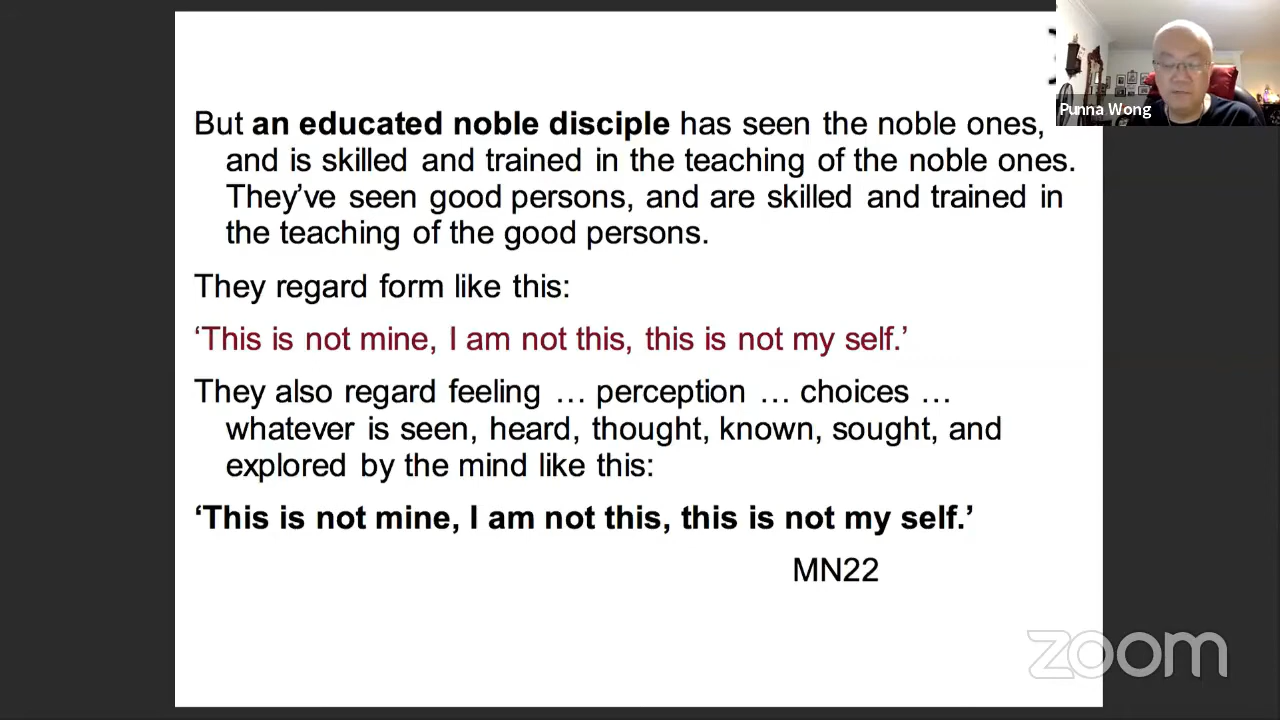 But an educated noble disciple has seen the noble ones,
and is skilled and trained in the teaching of the noble ones.
They’ve seen good persons, and are skilled and trained in
the teaching of the good persons.
They regard form like this:
‘This is not mine, I am not this, this is not my self.’
They also regard feeling … perception … choices …
whatever is seen, heard, thought, known, sought, and
explored by the mind like this:
‘This is not mine, I am not this, this is not my self.’
MN22
Punna Wong
zoom